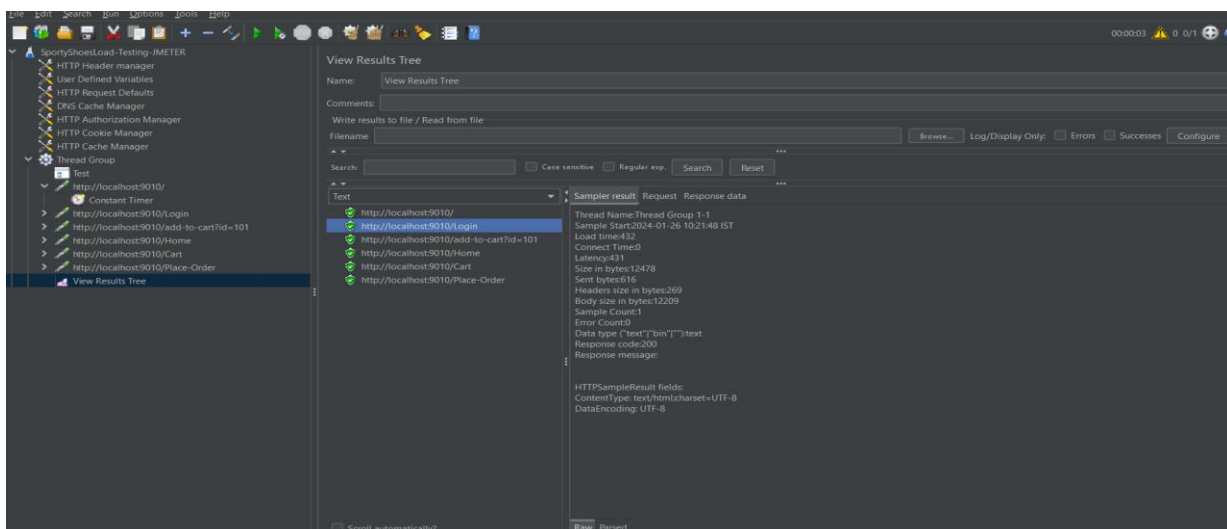 File Edit Search Run Options Tools Help
00:00:03 0 0/1
SportyShoesLoad-Testing-JMETER
HTTP Header manager
User Defined Variables
HTTP Request Defaults
DNS Cache Manager
HTTP Authorization Manager
HTTP Cookie Manager
HTTP Cache Manager
Thread Group
Test
http://localhost:9010/
Constant Timer
http://localhost:9010/Login
http://localhost:9010/add-to-cart?id=101
http://localhost:9010/Home
http://localhost:9010/Cart
http://localhost:9010/Place-Order
View Results Tree
View Results Tree
Name: View Results Tree
Comments:
Write results to file / Read from file
Filename Browse... Log/Display Only: Errors Successes Configure
Search: Case sensitive Regular exp. Search Reset
Text
http://localhost:9010/
http://localhost:9010/Login
http://localhost:9010/add-to-cart?id=101
http://localhost:9010/Home
http://localhost:9010/Cart
http://localhost:9010/Place-Order
Scroll automatically?
Sampler result Request Response data
Thread Name:Thread Group 1-1
Sample Start:2024-01-26 10:21:48 IST
Load time:432
Connect Time:0
Latency:431
Size in bytes:12478
Sent bytes:616
Headers size in bytes:269
Body size in bytes:12209
Sample Count:1
Error Count:0
Data type ("text"|"bin"|""):text
Response code:200
Response message:
HTTPSampleResult fields:
ContentType: text/html;charset=UTF-8
DataEncoding: UTF-8
Raw Parsed